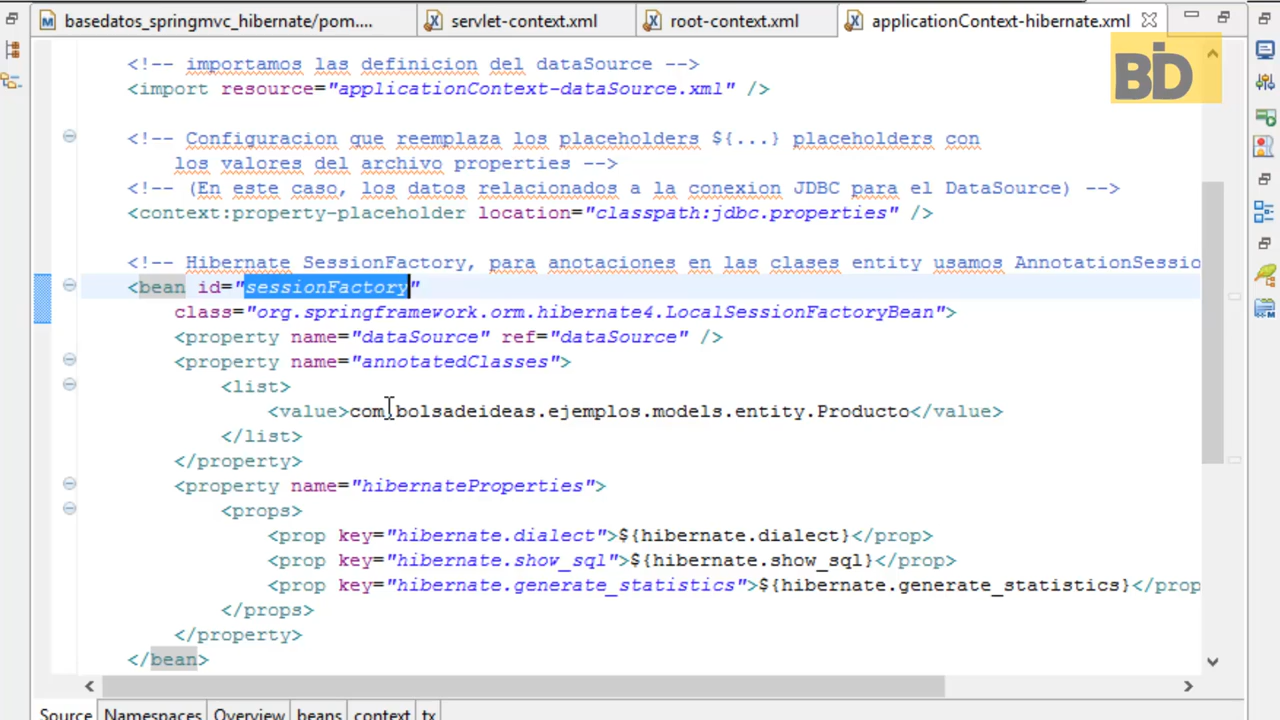 basedatos_springmvc_hibernate/pom.... servlet-context.xml root-context.xml applicationContext-hibernate.xml
BD
<!-- importamos las definicion del dataSource -->
<import resource="applicationContext-dataSource.xml" />
<!-- Configuracion que reemplaza los placeholders ${...} placeholders con
los valores del archivo properties -->
<!-- (En este caso, los datos relacionados a la conexion JDBC para el DataSource) -->
<context:property-placeholder location="classpath:jdbc.properties" />
<!-- Hibernate SessionFactory, para anotaciones en las clases entity usamos AnnotationSessio
<bean id="sessionFactory"
class="org.springframework.orm.hibernate4.LocalSessionFactoryBean">
<property name="dataSource" ref="dataSource" />
<property name="annotatedClasses">
<list>
<value>com.bolsadeideas.ejemplos.models.entity.Producto</value>
</list>
</property>
<property name="hibernateProperties">
<props>
<prop key="hibernate.dialect">${hibernate.dialect}</prop>
<prop key="hibernate.show_sql">${hibernate.show_sql}</prop>
<prop key="hibernate.generate_statistics">${hibernate.generate_statistics}</prop
</props>
</property>
</bean>
Source Namespaces Overview beans context tx